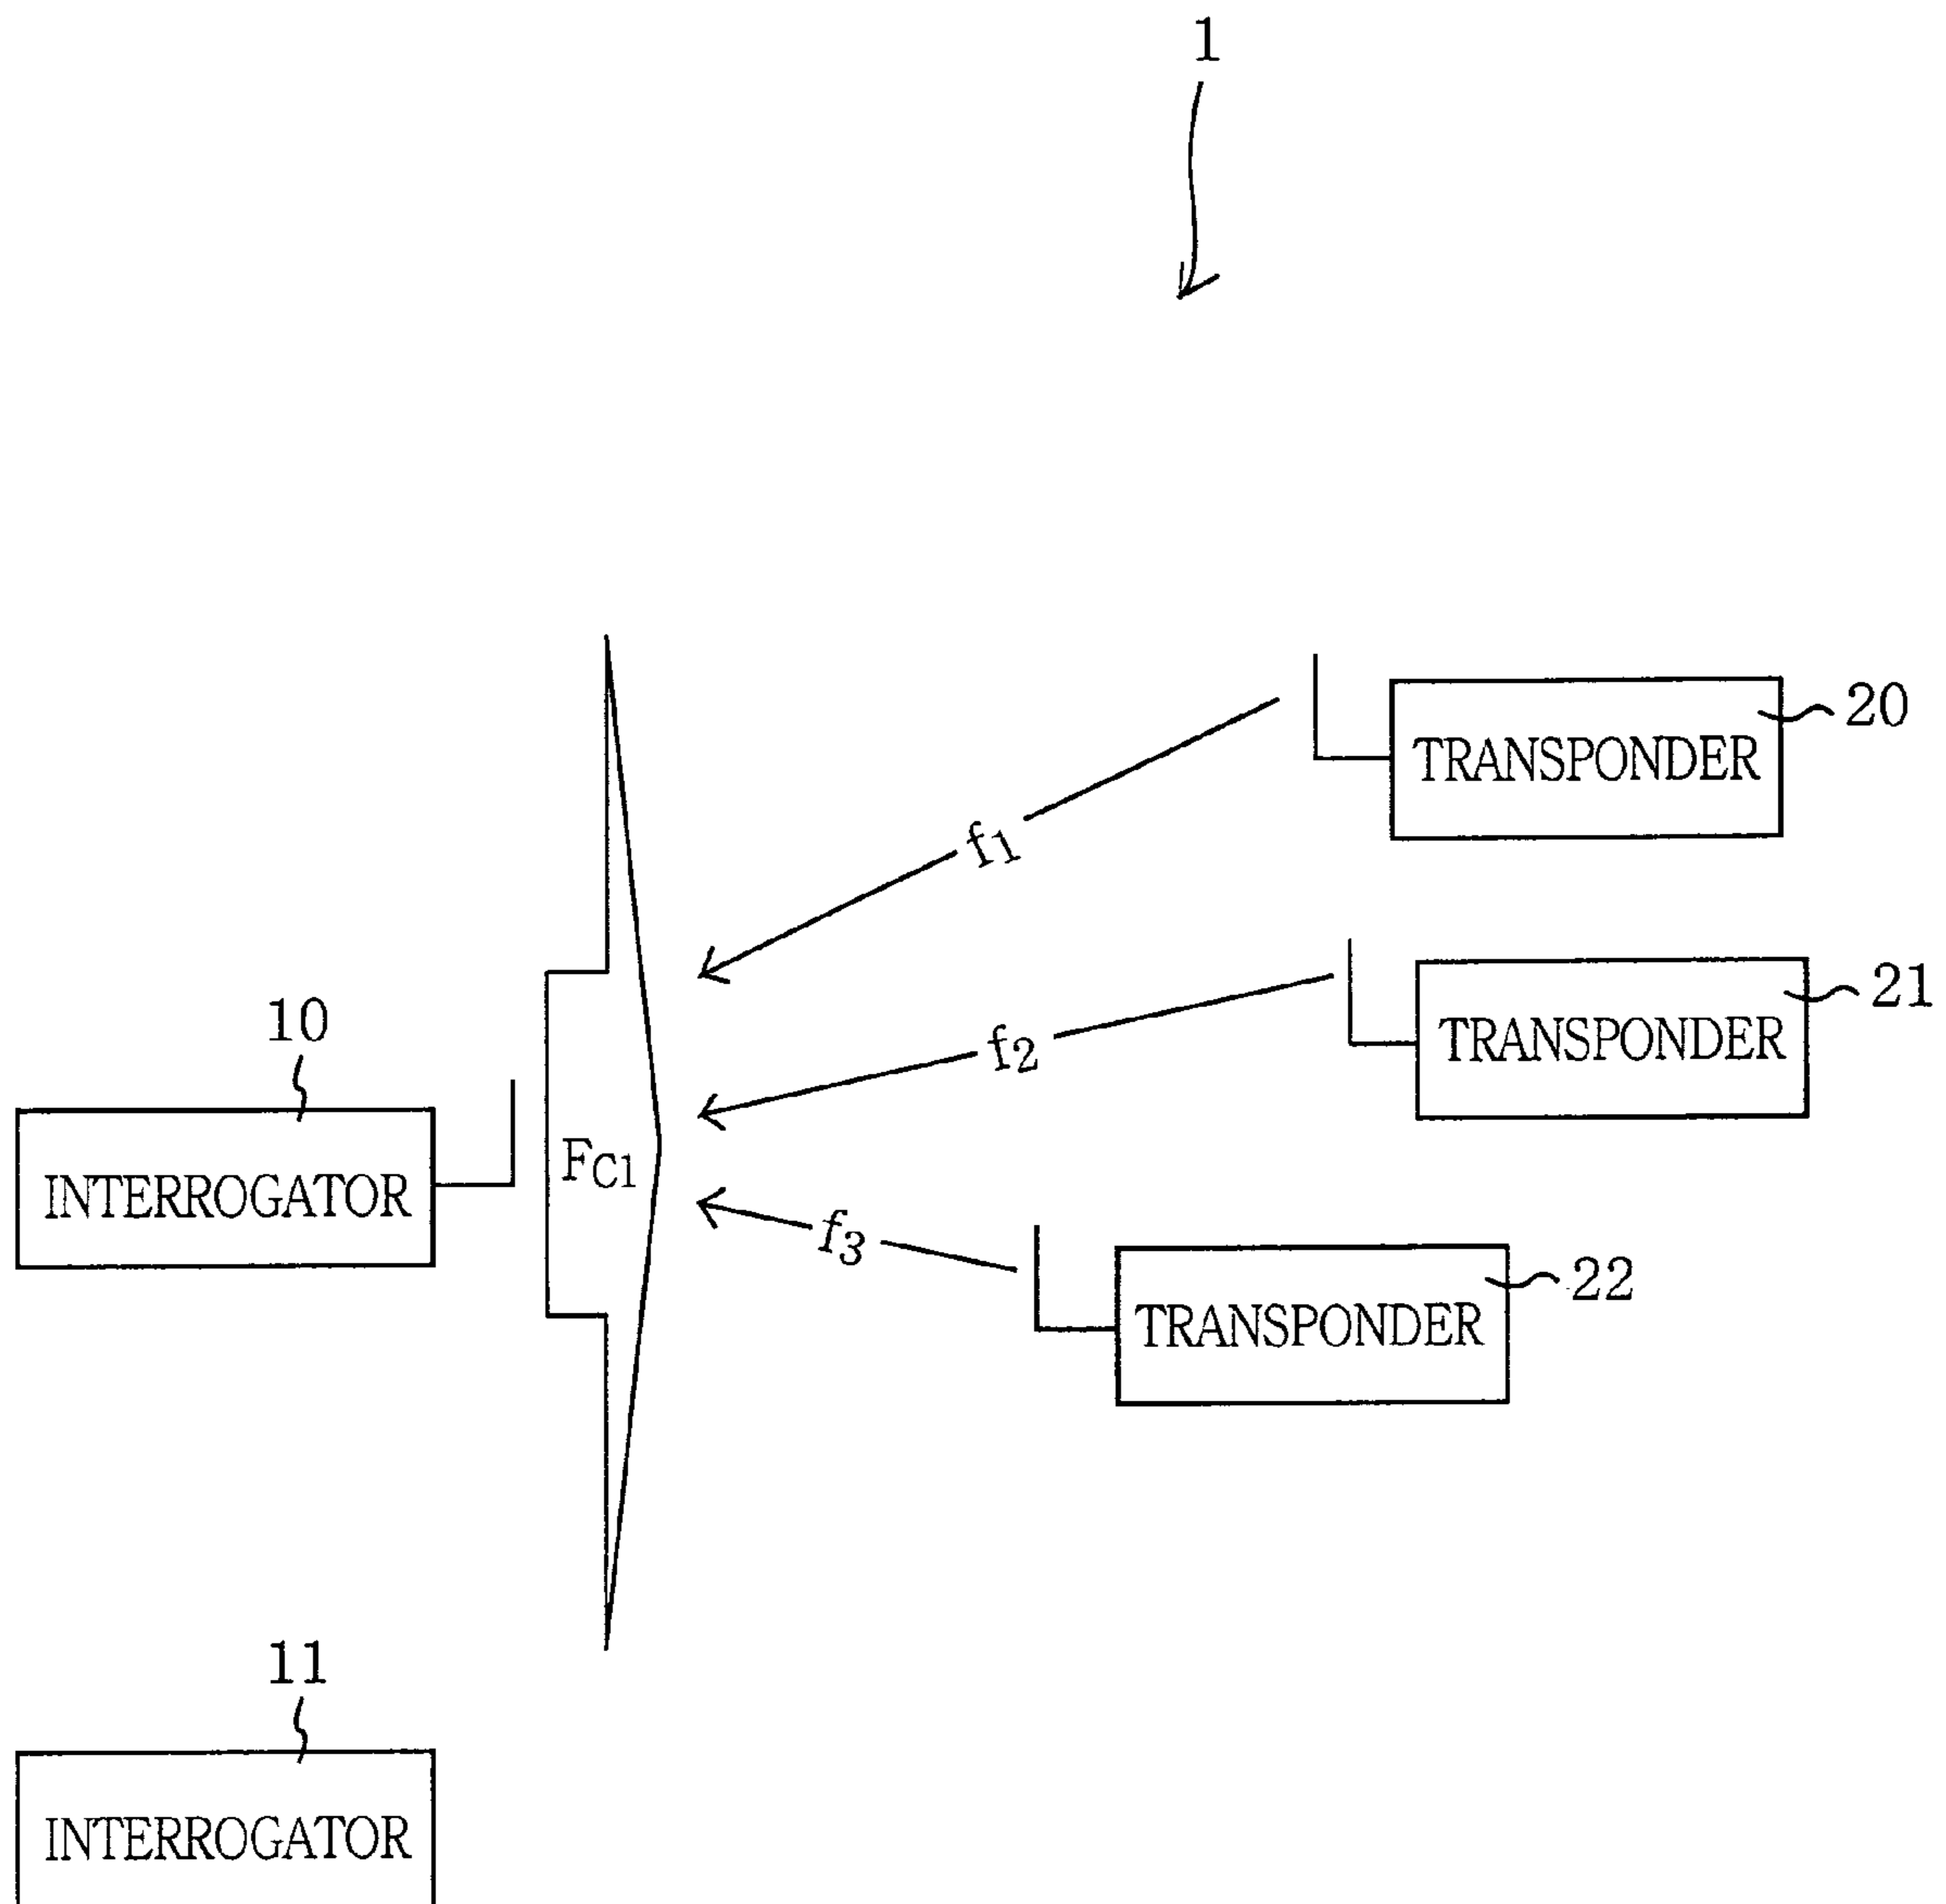 1
20
TRANSPONDER
f1
21
TRANSPONDER
f2
10
INTERROGATOR
FC1
f3
22
TRANSPONDER
11
INTERROGATOR